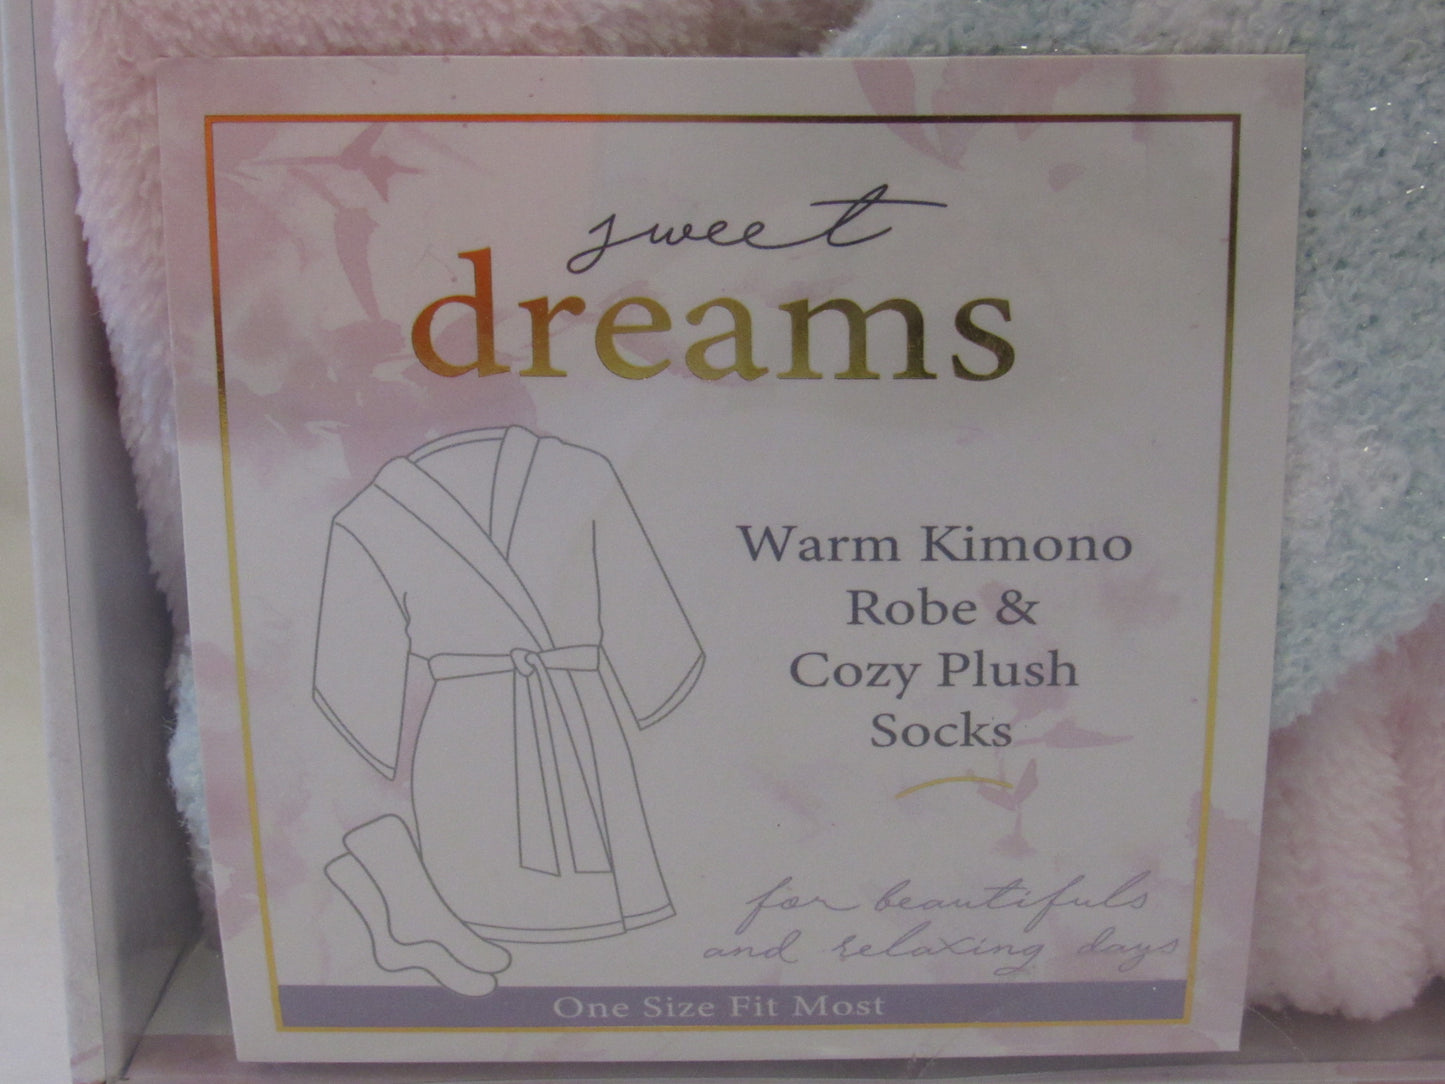 sweet
dreams
Warm Kimono
Robe &
Cozy Plush
Socks
for beautifuls
and relaxing days
One Size Fit Most